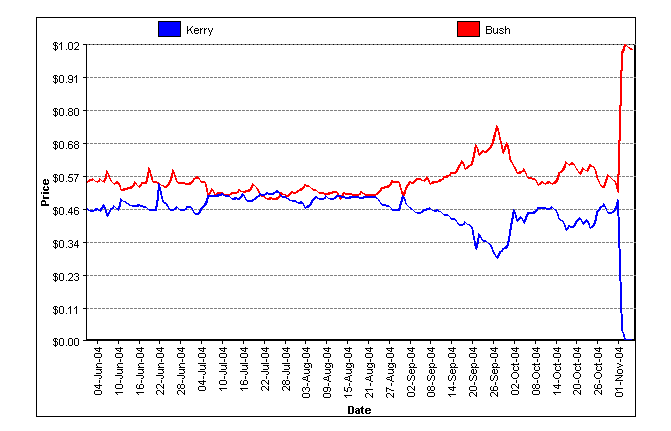 Kerry Bush
$1.02
$0.91
$0.80
$0.68
$0.57
$0.46
$0.34
$0.23
$0.11
$0.00
Price
04-Jun-04
10-Jun-04
16-Jun-04
22-Jun-04
28-Jun-04
04-Jul-04
10-Jul-04
16-Jul-04
22-Jul-04
28-Jul-04
03-Aug-04
09-Aug-04
15-Aug-04
21-Aug-04
27-Aug-04
02-Sep-04
08-Sep-04
14-Sep-04
20-Sep-04
26-Sep-04
02-Oct-04
08-Oct-04
14-Oct-04
20-Oct-04
26-Oct-04
01-Nov-04
Date